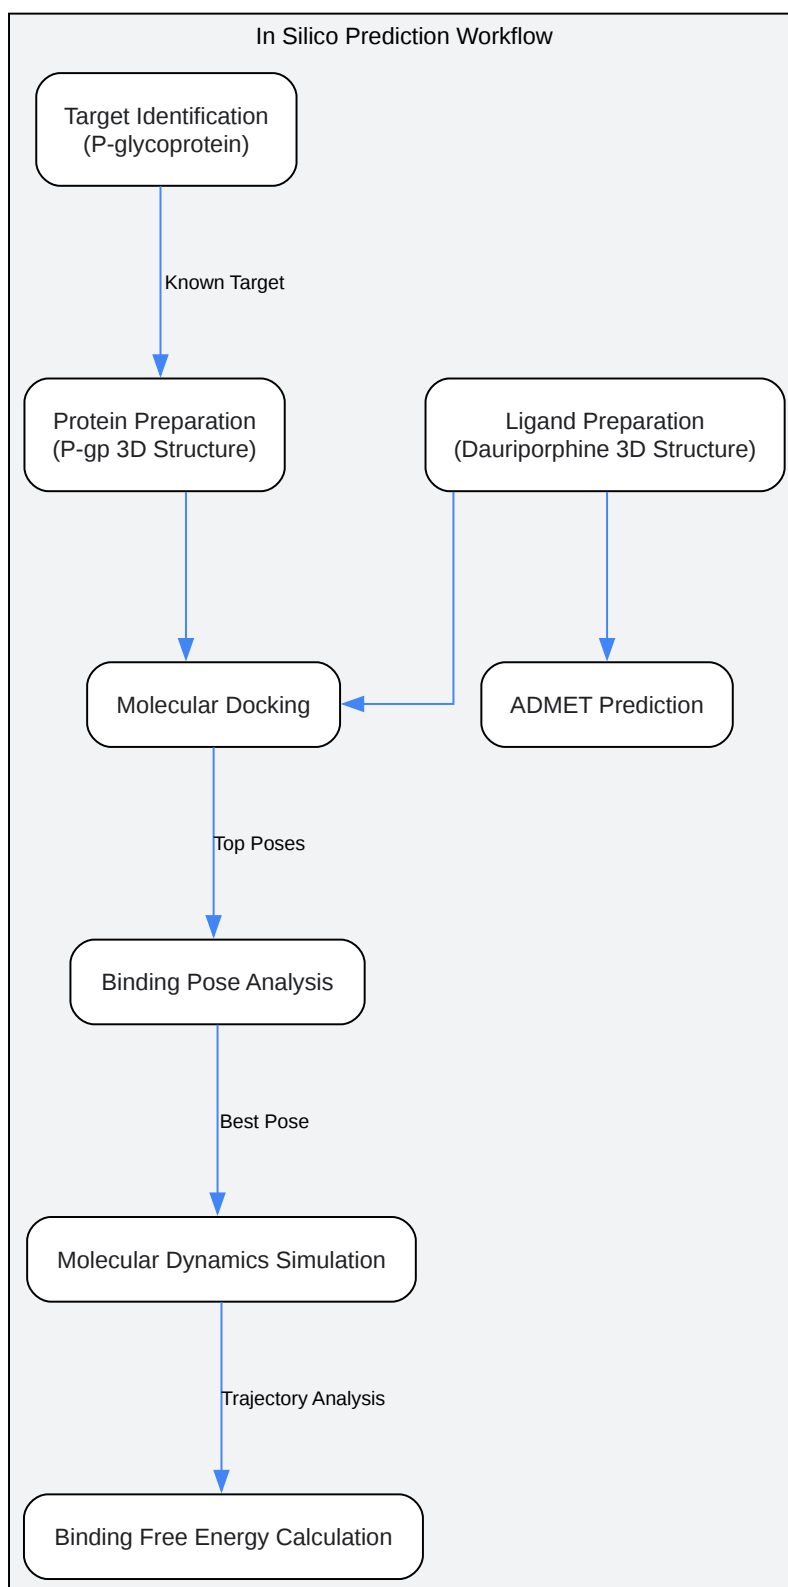 In Silico Prediction Workflow
Target Identification
(P-glycoprotein)
Known Target
Protein Preparation
(P-gp 3D Structure)
Ligand Preparation
(Dauriporphine 3D Structure)
Molecular Docking
ADMET Prediction
Top Poses
Binding Pose Analysis
Best Pose
Molecular Dynamics Simulation
Trajectory Analysis
Binding Free Energy Calculation